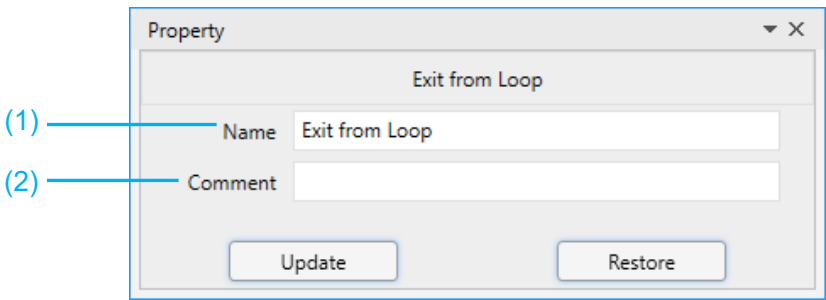 Property
Exit from Loop
(1) Name Exit from Loop
(2) Comment
Update Restore